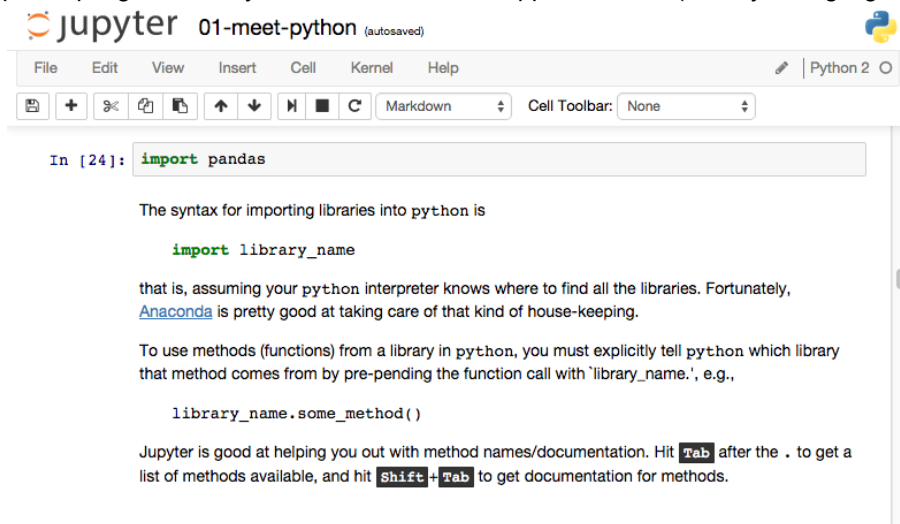 jupyter 01-meet-python (autosaved)
File Edit View Insert Cell Kernel Help Python 2
Markdown Cell Toolbar: None
In [24]: import pandas
The syntax for importing libraries into python is
import library_name
that is, assuming your python interpreter knows where to find all the libraries. Fortunately,
Anaconda is pretty good at taking care of that kind of house-keeping.
To use methods (functions) from a library in python, you must explicitly tell python which library
that method comes from by pre-pending the function call with `library_name.', e.g.,
library_name.some_method()
Jupyter is good at helping you out with method names/documentation. Hit Tab after the . to get a
list of methods available, and hit Shift+Tab to get documentation for methods.